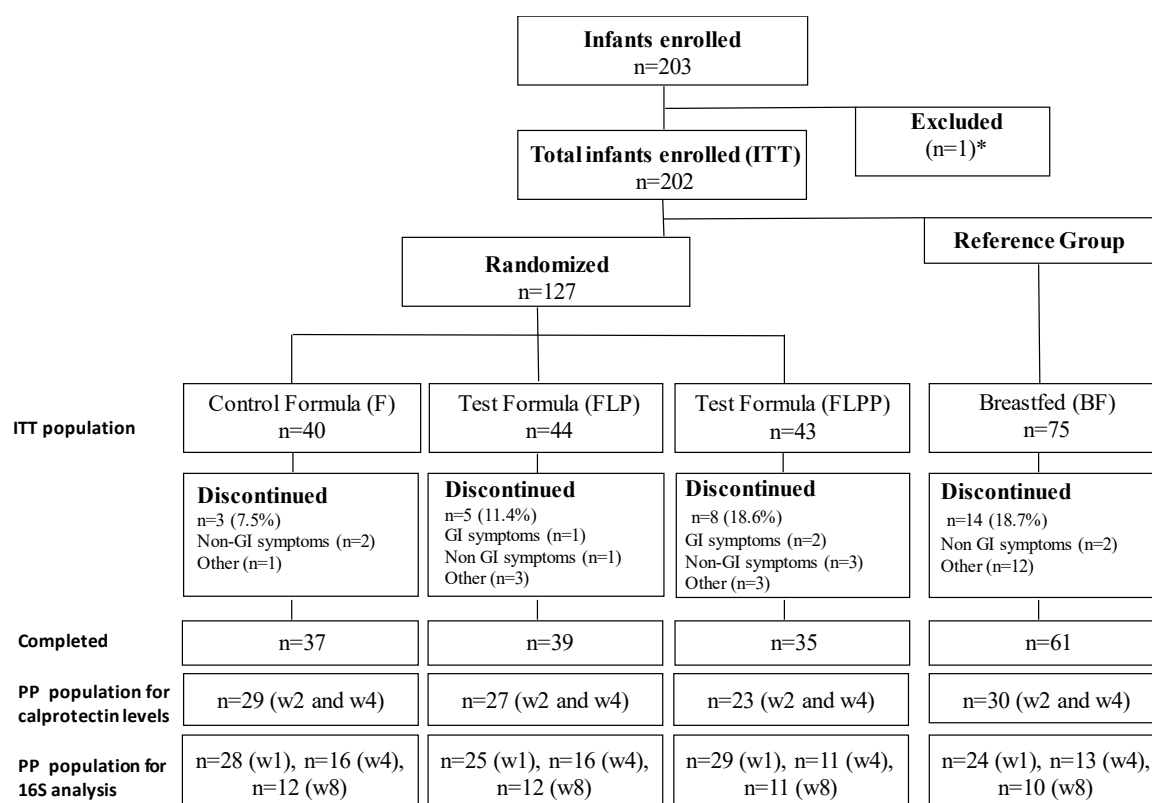 Infants enrolled
n=203
Excluded
(n=1)*
Total infants enrolled (ITT)
n=202
Reference Group
Randomized
n=127
ITT population
Control Formula (F)
n=40
Test Formula (FLP)
n=44
Test Formula (FLPP)
n=43
Breastfed (BF)
n=75
Discontinued
n=3 (7.5%)
Non-GI symptoms (n=2)
Other (n=1)
Discontinued
n=5 (11.4%)
GI symptoms (n=1)
Non GI symptoms (n=1)
Other (n=3)
Discontinued
n=8 (18.6%)
GI symptoms (n=2)
Non-GI symptoms (n=3)
Other (n=3)
Discontinued
n=14 (18.7%)
Non GI symptoms (n=2)
Other (n=12)
Completed
n=37
n=39
n=35
n=61
PP population for
calprotectin levels
n=29 (w2 and w4)
n=27 (w2 and w4)
n=23 (w2 and w4)
n=30 (w2 and w4)
PP population for
16S analysis
n=28 (w1), n=16 (w4),
n=12 (w8)
n=25 (w1), n=16 (w4),
n=12 (w8)
n=29 (w1), n=11 (w4),
n=11 (w8)
n=24 (w1), n=13 (w4),
n=10 (w8)